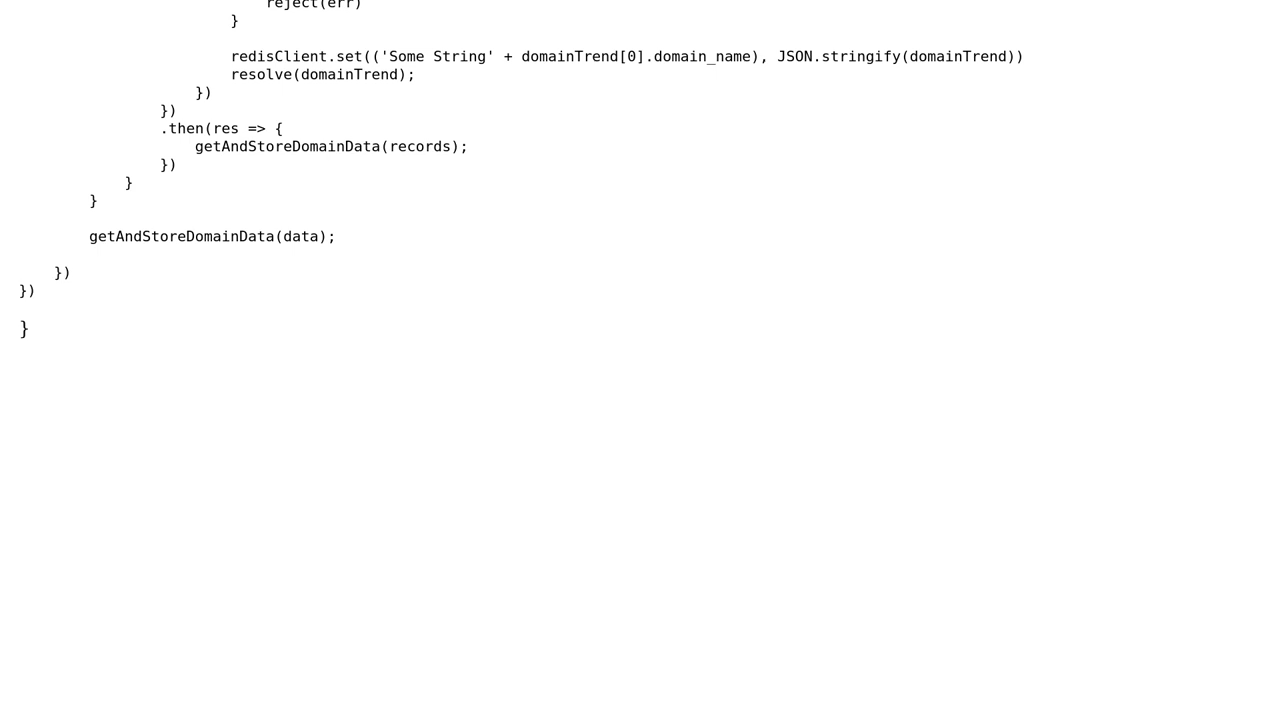 reject(err)
}
redisClient.set(('Some String' + domainTrend[0].domain_name), JSON.stringify(domainTrend))
resolve(domainTrend);
})
})
.then(res => {
getAndStoreDomainData(records);
})
}
}
getAndStoreDomainData(data);
})
})
}